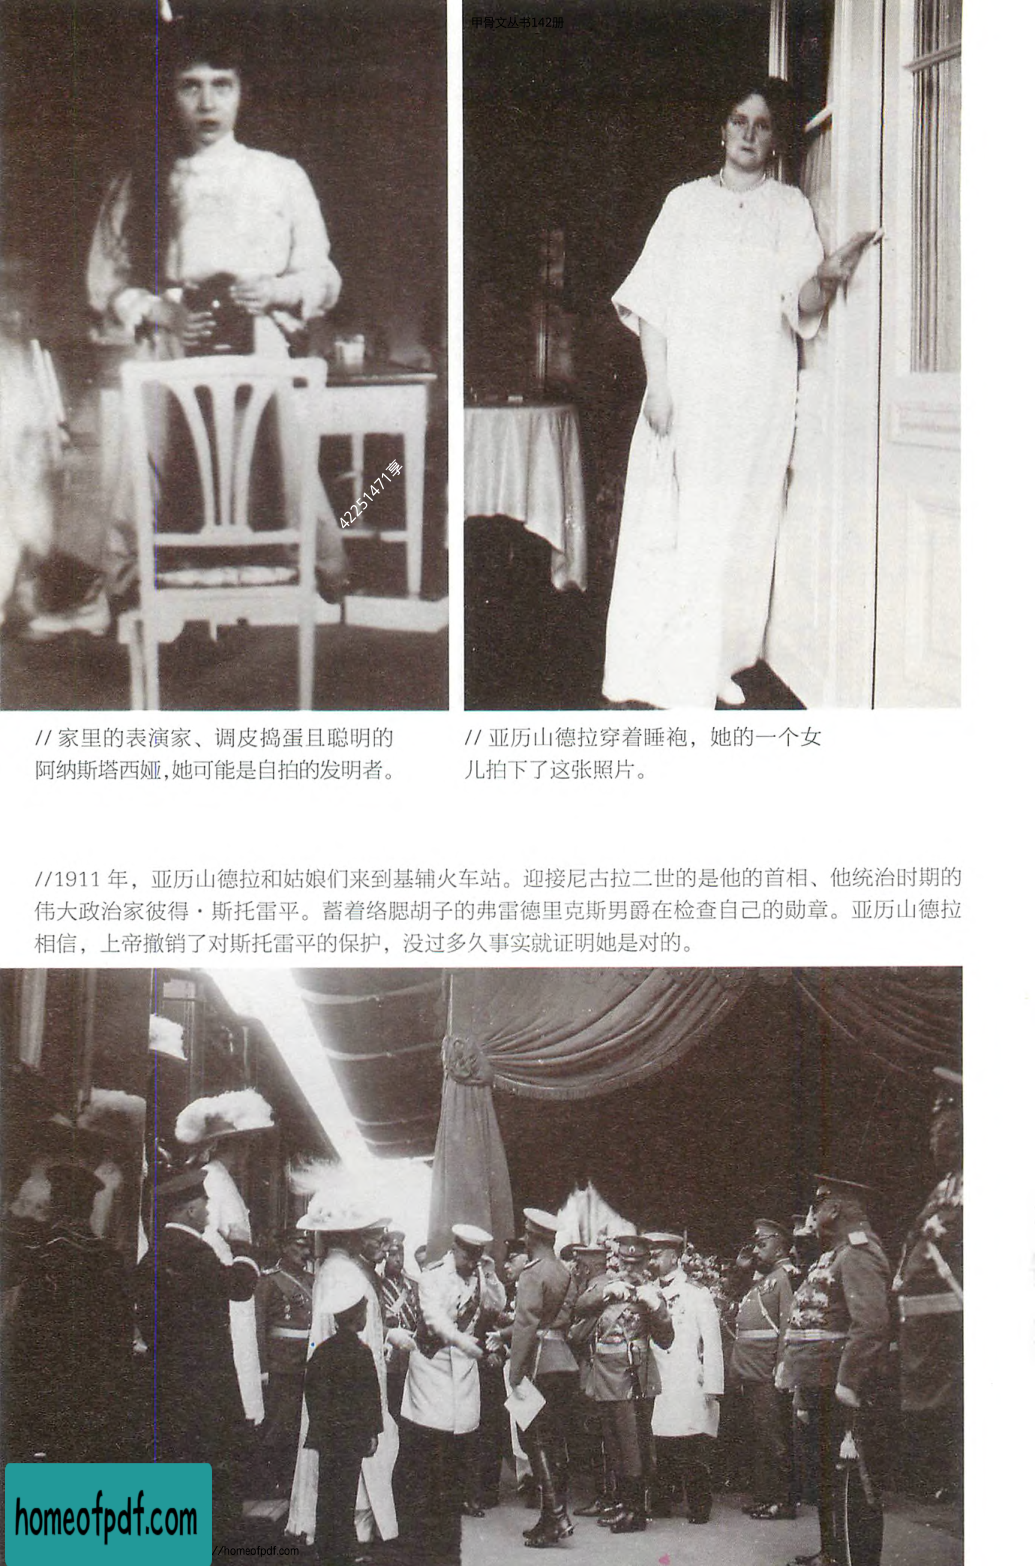 甲骨文丛书142册
42251471享
// 家里的表演家、调皮捣蛋且聪明的
阿纳斯塔西娅,她可能是自拍的发明者。
// 亚历山德拉穿着睡袍，她的一个女
儿拍下了这张照片。
//1911 年，亚历山德拉和姑娘们来到基辅火车站。迎接尼古拉二世的是他的首相、他统治时期的
伟大政治家彼得·斯托雷平。蓄着络腮胡子的弗雷德里克斯男爵在检查自己的勋章。亚历山德拉
相信，上帝撤销了对斯托雷平的保护，没过多久事实就证明她是对的。
homeofpdf.com
//homeofpdf.com